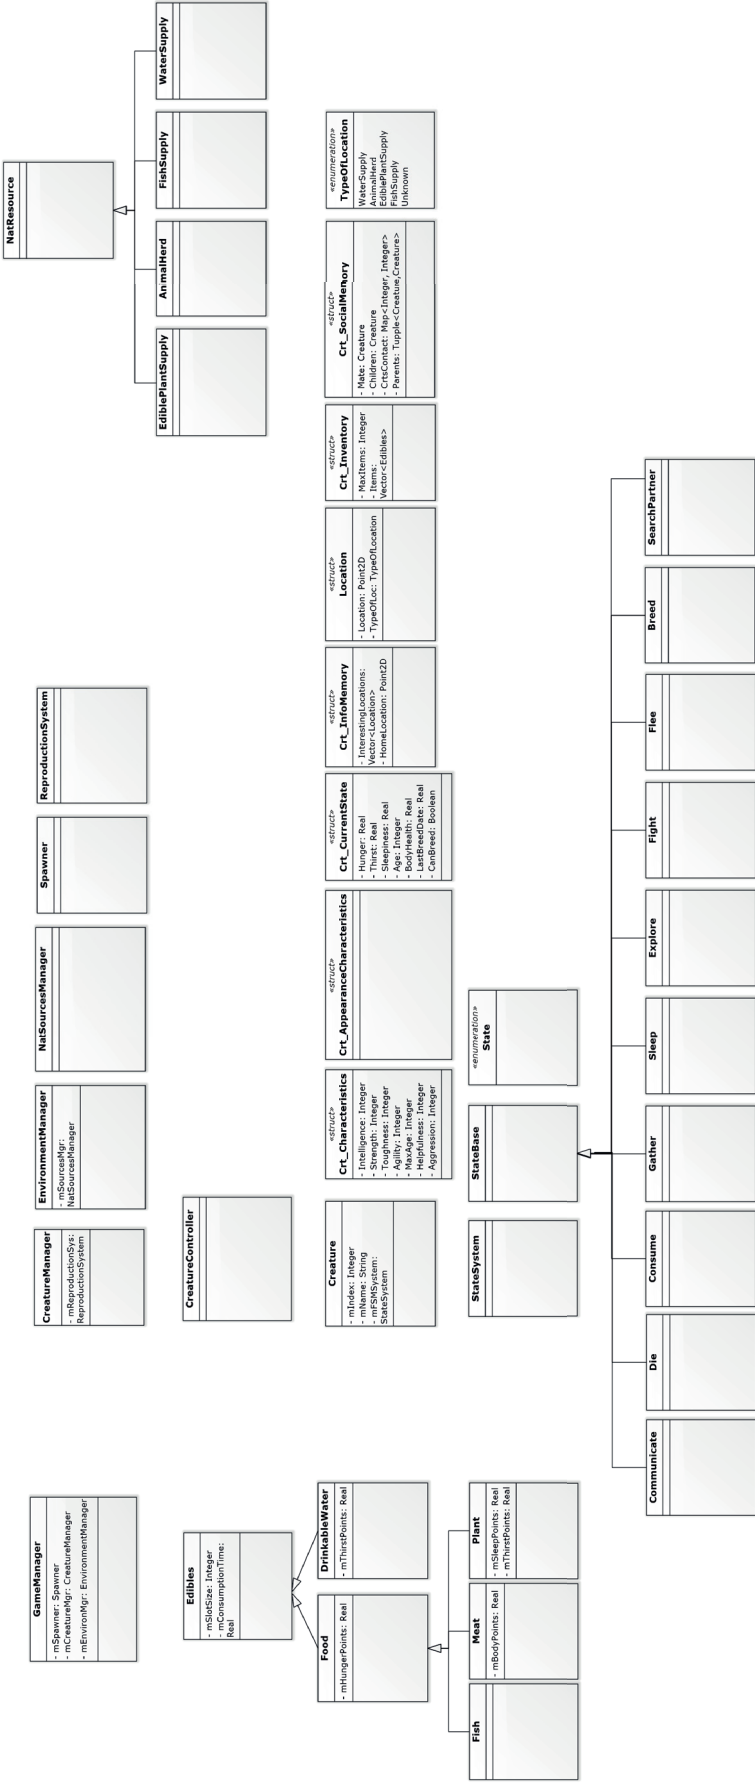 GameManager
- mSpawner: Spawner
- mCreatureMgr: CreatureManager
- mEnvironMgr: EnvironmentManager
CreatureManager
- mReproductionSys:
ReproductionSystem
EnvironmentManager
- mSourcesMgr:
NatSourcesManager
NatSourcesManager
Spawner
ReproductionSystem
NatResource
EdiblePlantSupply
AnimalHerd
FishSupply
WaterSupply
Edibles
- mSlotSize: Integer
- mConsumptionTime:
Real
CreatureController
Food
- mHungerPoints: Real
DrinkableWater
- mThirstPoints: Real
Creature
- mIndex: Integer
- mName: String
- mFSMSystem:
StateSystem
«struct»
Crt_Characteristics
- Intelligence: Integer
- Strength: Integer
- Toughness: Integer
- Agility: Integer
- MaxAge: Integer
- Helpfulness: Integer
- Aggression: Integer
«struct»
Crt_AppearanceCharacteristics
«struct»
Crt_CurrentState
- Hunger: Real
- Thirst: Real
- Sleepiness: Real
- Age: Integer
- BodyHealth: Real
- LastBreedDate: Real
- CanBreed: Boolean
«struct»
Crt_InfoMemory
- InterestingLocations:
Vector<Location>
- HomeLocation: Point2D
«struct»
Location
- Location: Point2D
- TypeOfLoc: TypeOfLocation
«struct»
Crt_Inventory
- MaxItems: Integer
- Items:
Vector<Edibles>
«struct»
Crt_SocialMemory
- Mate: Creature
- Children: Creature
- CrtsContact: Map<Integer, Integer>
- Parents: Tupple<Creature,Creature>
«enumeration»
TypeOfLocation
WaterSupply
AnimalHerd
EdiblePlantSupply
FishSupply
Unknown
Fish
Meat
- mBodyPoints: Real
Plant
- mSleepPoints: Real
- mThirstPoints: Real
StateSystem
StateBase
«enumeration»
State
Communicate
Die
Consume
Gather
Sleep
Explore
Fight
Flee
Breed
SearchPartner